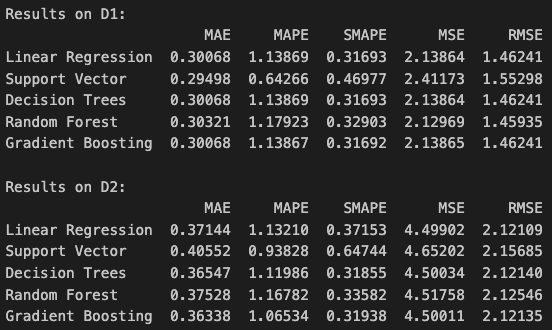 Results on D1:
MAE MAPE SMAPE MSE RMSE
Linear Regression 0.30068 1.13869 0.31693 2.13864 1.46241
Support Vector 0.29498 0.64266 0.46977 2.41173 1.55298
Decision Trees 0.30068 1.13869 0.31693 2.13864 1.46241
Random Forest 0.30321 1.17923 0.32903 2.12969 1.45935
Gradient Boosting 0.30068 1.13867 0.31692 2.13865 1.46241
Results on D2:
MAE MAPE SMAPE MSE RMSE
Linear Regression 0.37144 1.13210 0.37153 4.49902 2.12109
Support Vector 0.40552 0.93828 0.64744 4.65202 2.15685
Decision Trees 0.36547 1.11986 0.31855 4.50034 2.12140
Random Forest 0.37528 1.16782 0.33582 4.51758 2.12546
Gradient Boosting 0.36338 1.06534 0.31938 4.50011 2.12135